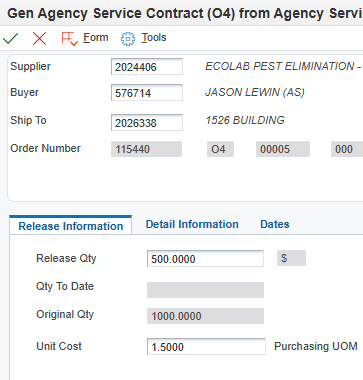 Gen Agency Service Contract (O4) from Agency Servi
Form Tools
Supplier 2024406 ECOLAB PEST ELIMINATION -
Buyer 576714 JASON LEWIN (AS)
Ship To 2026338 1526 BUILDING
Order Number 115440 O4 00005 000
Release Information Detail Information Dates
Release Qty 500.0000 $
Qty To Date
Original Qty 1000.0000
Unit Cost 1.5000 Purchasing UOM